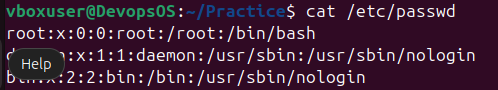 vboxuser@DevopsOS:~/Practice$ cat /etc/passwd
root:x:0:0:root:/root:/bin/bash
:x:1:1:daemon:/usr/sbin:/usr/sbin/nologin
Help
:x:2:2:bin:/bin:/usr/sbin/nologin